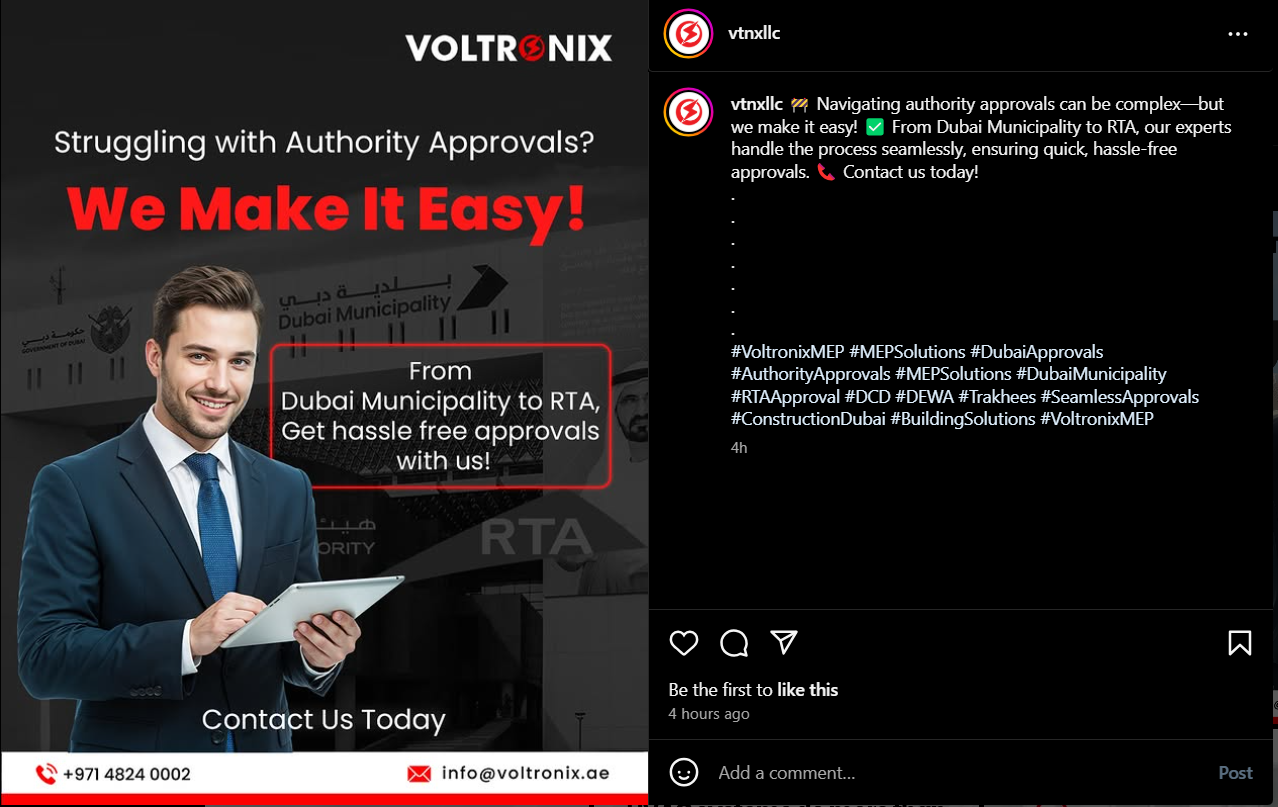 VOLTRONIX
Struggling with Authority Approvals?
We Make It Easy!
بلدية دبي
Dubai Municipality
حكومة دبي
GOVERNMENT OF DUBAI
From
Dubai Municipality to RTA,
Get hassle free approvals
with us!
ORITY
RTA
Contact Us Today
+971 4824 0002
info@voltronix.ae
vtnxllc
vtnxllc 🚧 Navigating authority approvals can be complex—but
we make it easy! ✅ From Dubai Municipality to RTA, our experts
handle the process seamlessly, ensuring quick, hassle-free
approvals. 📞 Contact us today!
.
.
.
.
.
.
.
#VoltronixMEP #MEPSolutions #DubaiApprovals
#AuthorityApprovals #MEPSolutions #DubaiMunicipality
#RTAApproval #DCD #DEWA #Trakhees #SeamlessApprovals
#ConstructionDubai #BuildingSolutions #VoltronixMEP
4h
Be the first to like this
4 hours ago
Add a comment...
Post